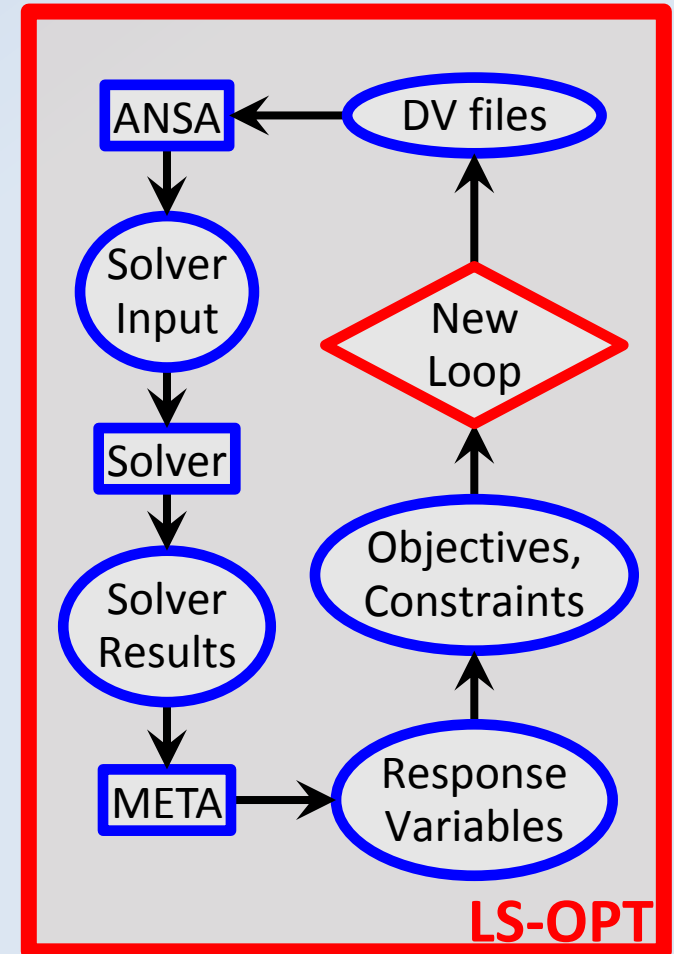 ANSA
DV files
Solver
Input
New
Loop
Solver
Objectives,
Constraints
Solver
Results
META
Response
Variables
LS-OPT